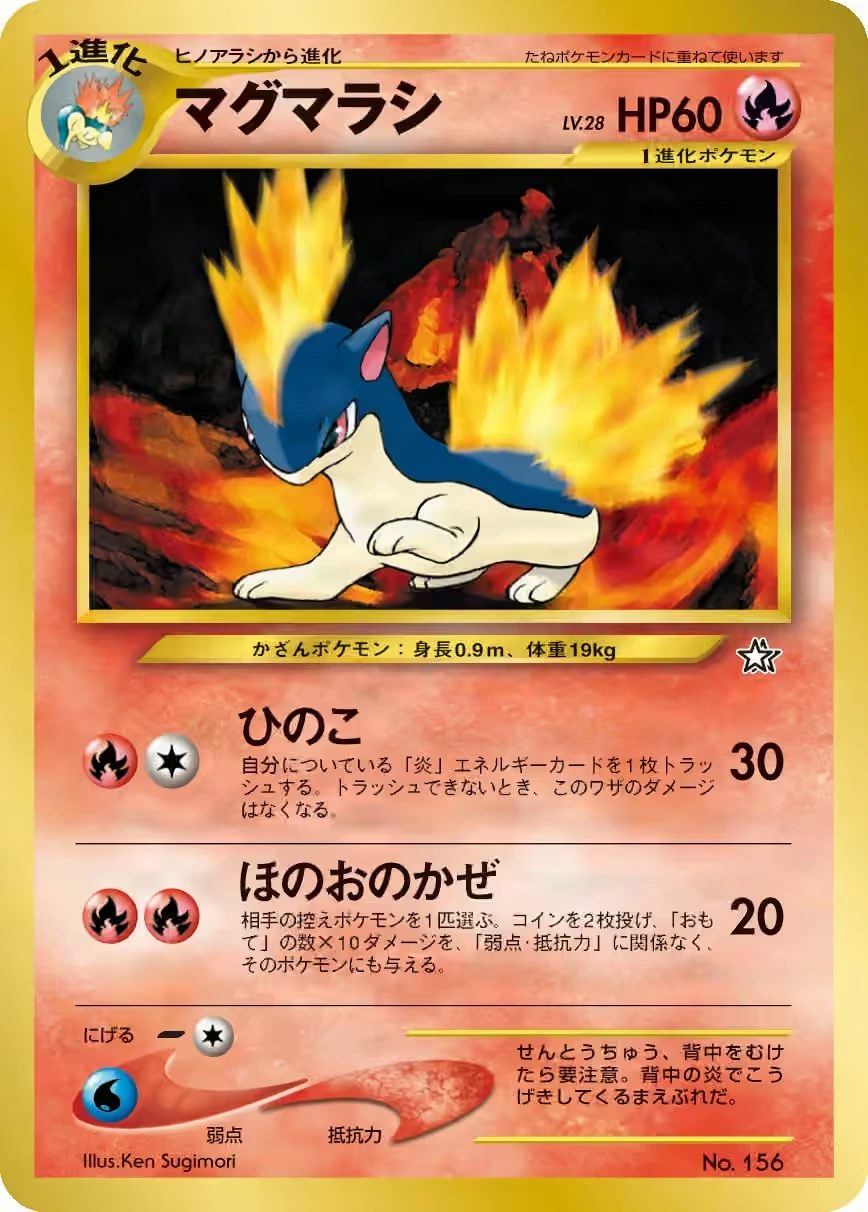 1進化
ヒノアラシから進化
たねポケモンカードに重ねて使います
マグマラシ
LV.28 HP60
1進化ポケモン
かざんポケモン：身長0.9m、体重19kg
ひのこ
30
自分についている「炎」エネルギーカードを1枚トラッ
シュする。トラッシュできないとき、このワザのダメージ
はなくなる。
ほのおのかぜ
20
相手の控えポケモンを1匹選ぶ。コインを2枚投げ、「おも
て」の数×10ダメージを、「弱点・抵抗力」に関係なく、
そのポケモンにも与える。
にげる
弱点
抵抗力
せんとうちゅう、背中をむけ
たら要注意。背中の炎でこう
げきしてくるまえぶれだ。
Illus.Ken Sugimori
No. 156